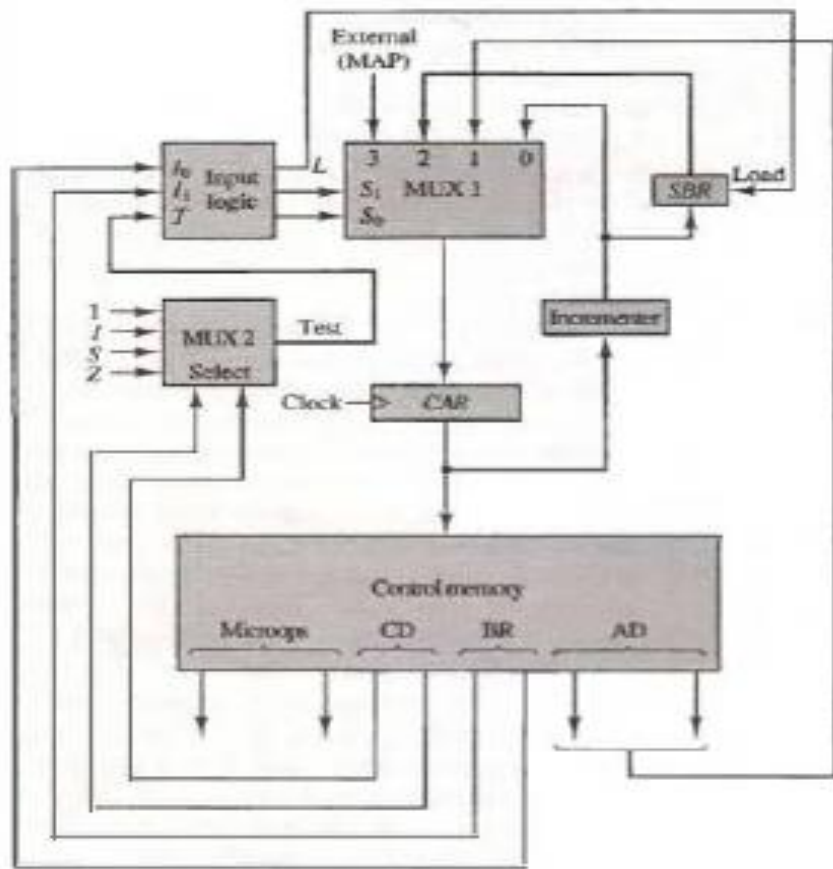 External
(MAP)
I₀
I₁
T
Input
logic
L
3 2 1 0
S₁
S₀
MUX 1
SBR
Load
1
I
S
Z
MUX 2
Select
Test
Incrementer
Clock
CAR
Control memory
Microops
CD
BR
AD